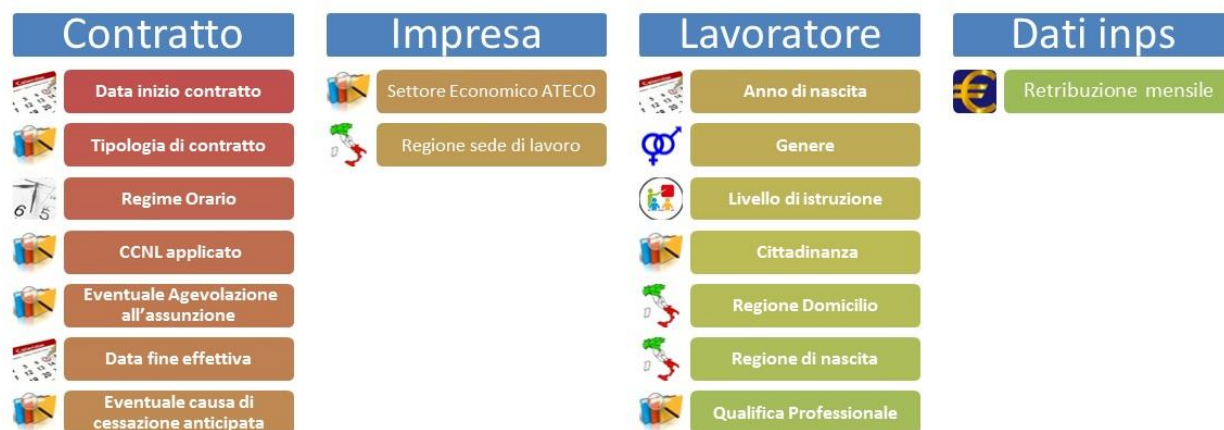 Contratto
Data inizio contratto
Tipologia di contratto
Regime Orario
CCNL applicato
Eventuale Agevolazione
all'assunzione
Data fine effettiva
Eventuale causa di
cessazione anticipata
Impresa
Settore Economico ATECO
Regione sede di lavoro
Lavoratore
Anno di nascita
Genere
Livello di istruzione
Cittadinanza
Regione Domicilio
Regione di nascita
Qualifica Professionale
Dati inps
Retribuzione mensile